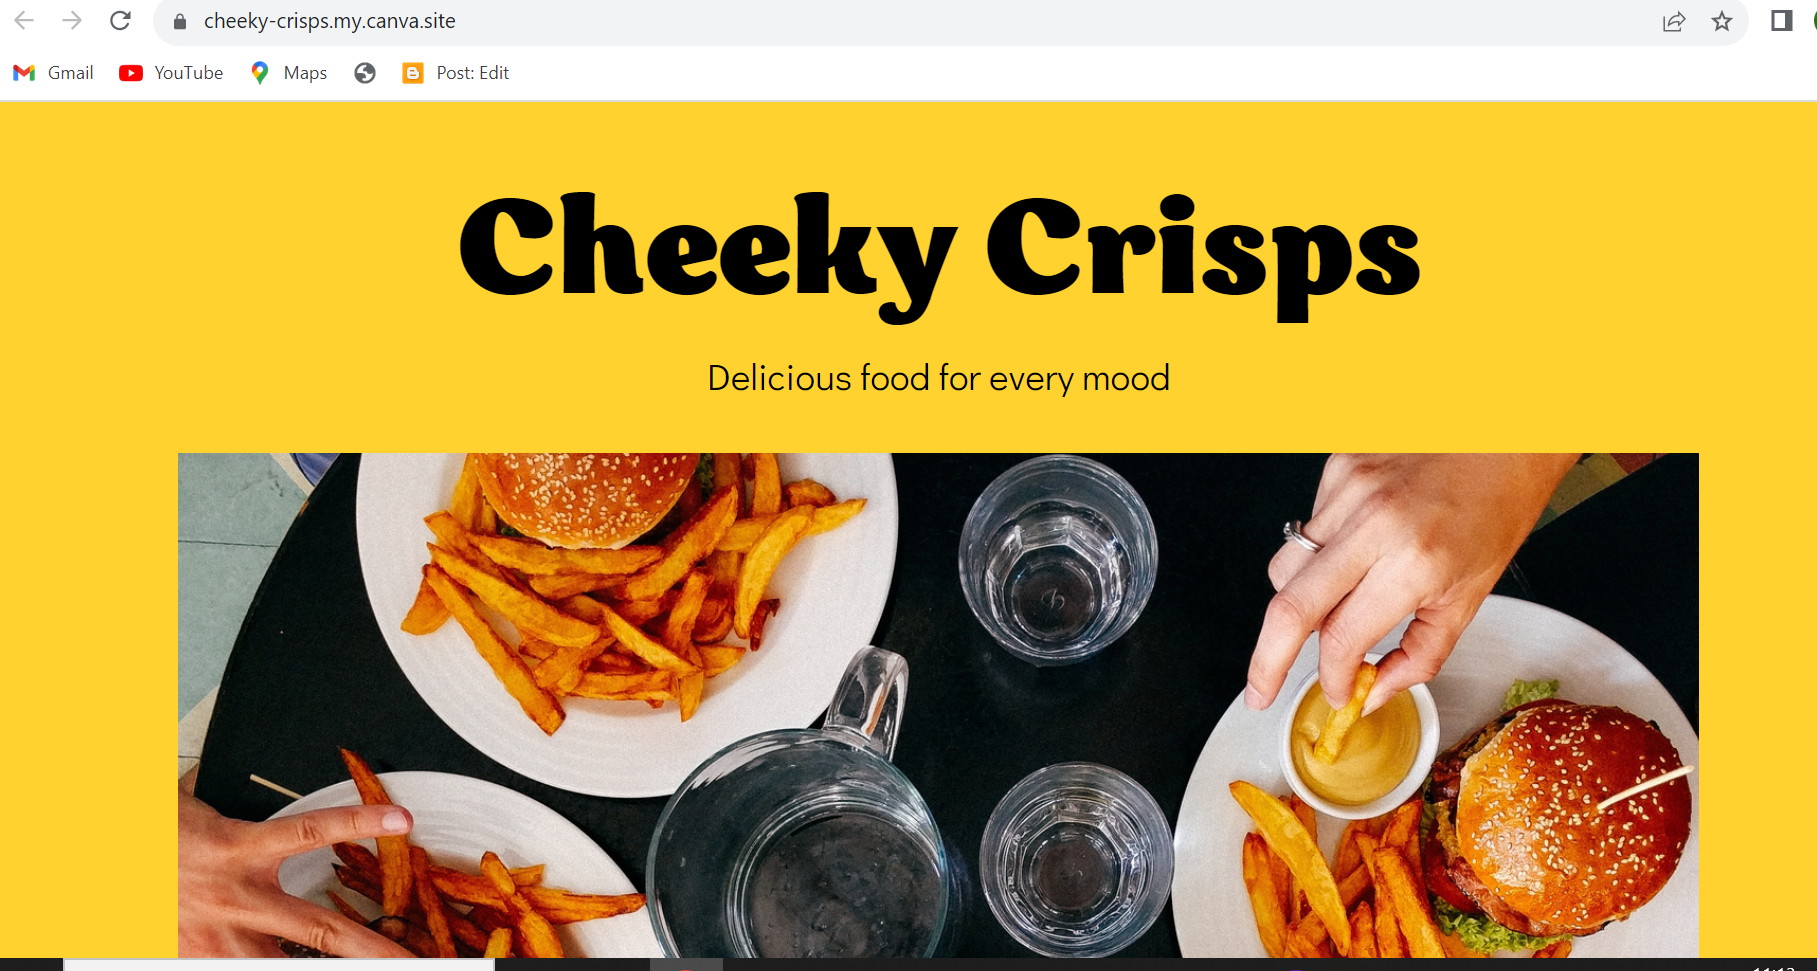 cheeky-crisps.my.canva.site
Gmail YouTube Maps Post: Edit
Cheeky Crisps
Delicious food for every mood